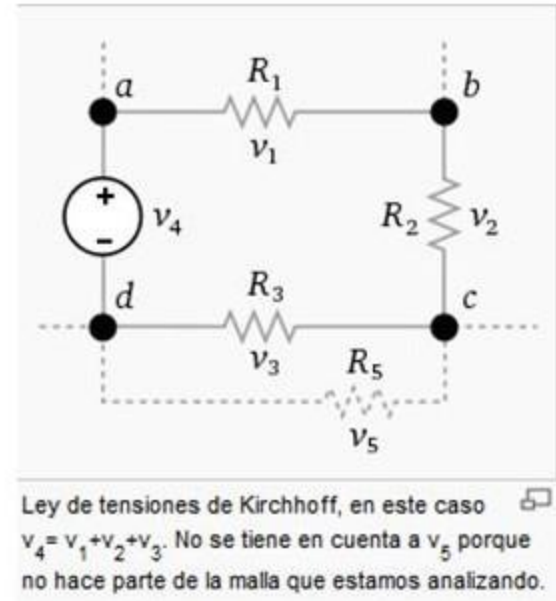 a
R₁
b
v₁
+
−
v₄
R₂
v₂
d
R₃
c
v₃
R₅
v₅
Ley de tensiones de Kirchhoff, en este caso
v₄= v₁+v₂+v₃. No se tiene en cuenta a v₅ porque
no hace parte de la malla que estamos analizando.